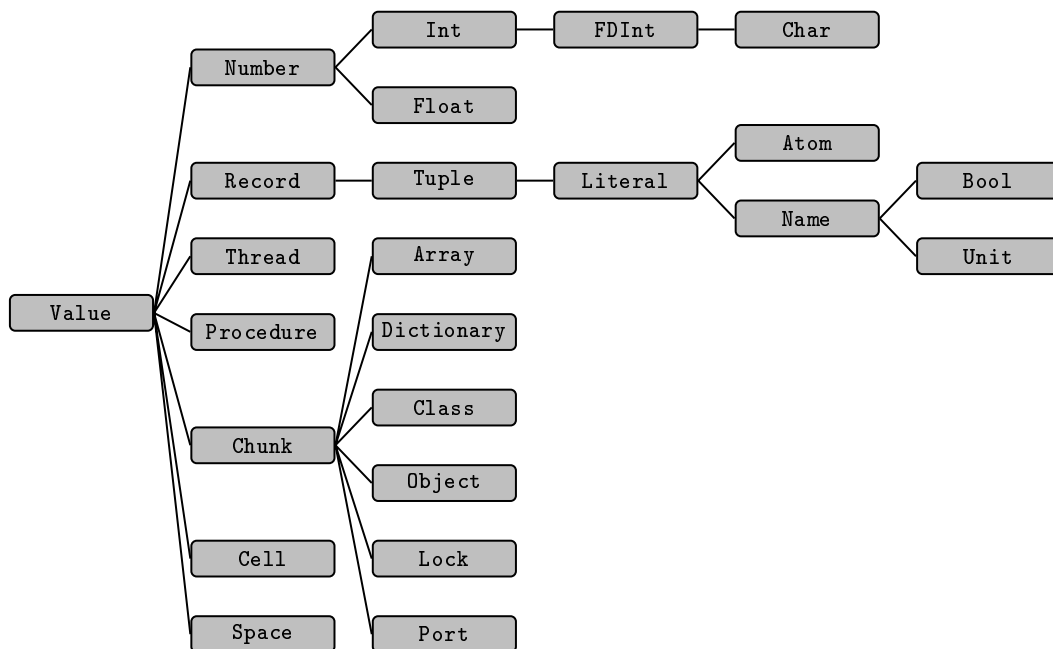 Value
Number
Int
FDInt
Char
Float
Record
Tuple
Literal
Atom
Name
Bool
Unit
Thread
Procedure
Chunk
Array
Dictionary
Class
Object
Lock
Port
Cell
Space